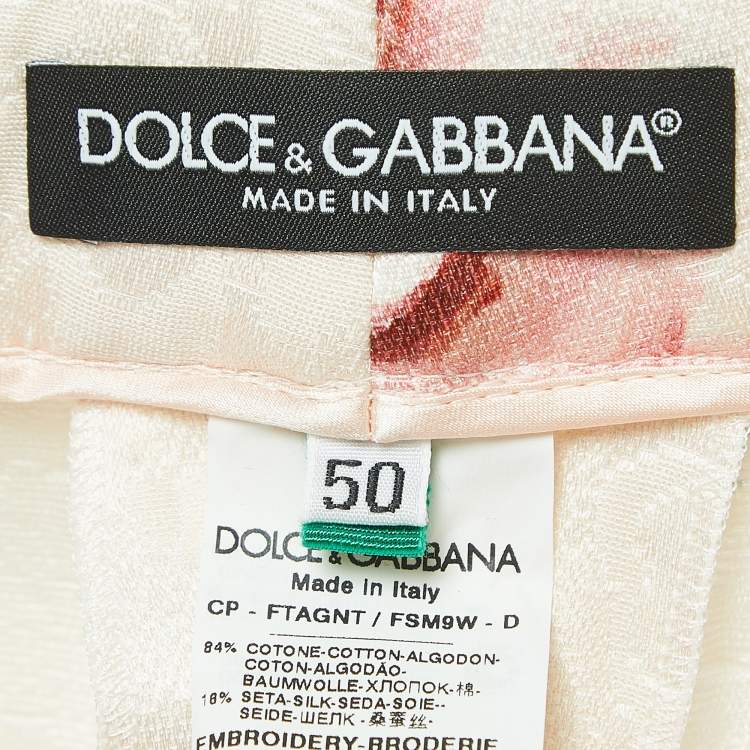 DOLCE & GABBANA®
MADE IN ITALY
50
DOLCE & GABBANA
Made in Italy
CP - FTAGNT / FSM9W - D
84% COTONE-COTTON-ALGODON-
COTON-ALGODÃO-
BAUMWOLLE-ХЛОПОК-棉-
16% SETA-SILK-SEDA-SOIE--
SEIDE-ШЕЛК-桑蚕丝-
EMBROIDERY-BRODERIE